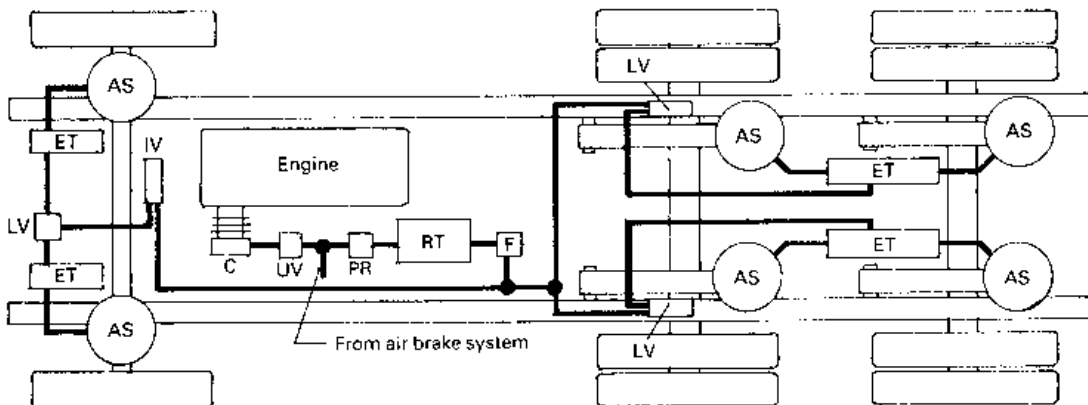 LV
AS
AS
AS
ET
IV
Engine
ET
LV
RT
F
ET
ET
C
UV
PR
AS
AS
AS
From air brake system
LV